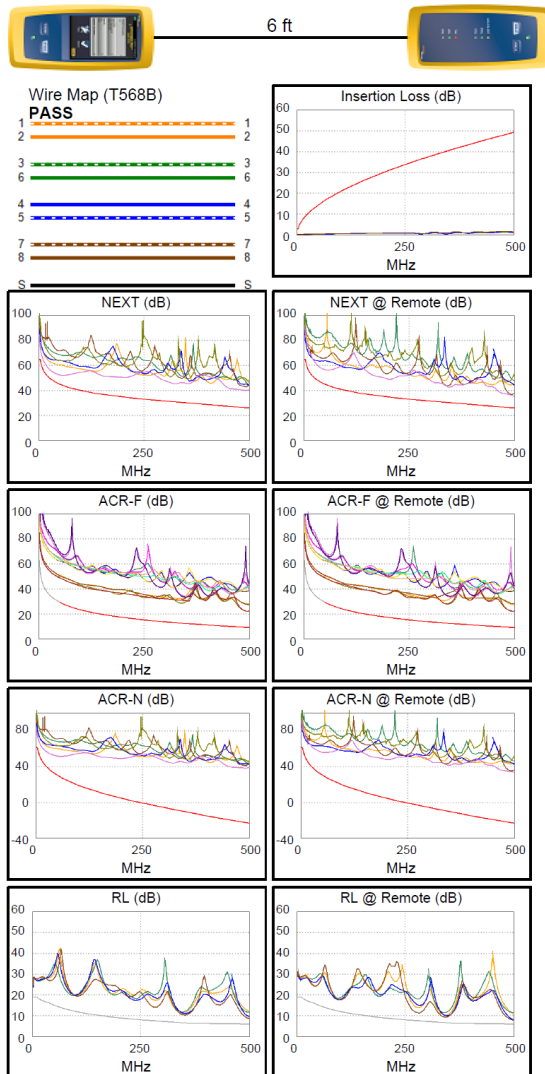 6 ft
Wire Map (T568B)
PASS
1 1
2 2
3 3
6 6
4 4
5 5
7 7
8 8
S S
Insertion Loss (dB)
60
50
40
30
20
10
0
0 250 500
MHz
NEXT (dB)
100
80
60
40
20
0
0 250 500
MHz
NEXT @ Remote (dB)
100
80
60
40
20
0
0 250 500
MHz
ACR-F (dB)
100
80
60
40
20
0
0 250 500
MHz
ACR-F @ Remote (dB)
100
80
60
40
20
0
0 250 500
MHz
ACR-N (dB)
80
40
0
-40
0 250 500
MHz
ACR-N @ Remote (dB)
80
40
0
-40
0 250 500
MHz
RL (dB)
60
50
40
30
20
10
0
0 250 500
MHz
RL @ Remote (dB)
60
50
40
30
20
10
0
0 250 500
MHz